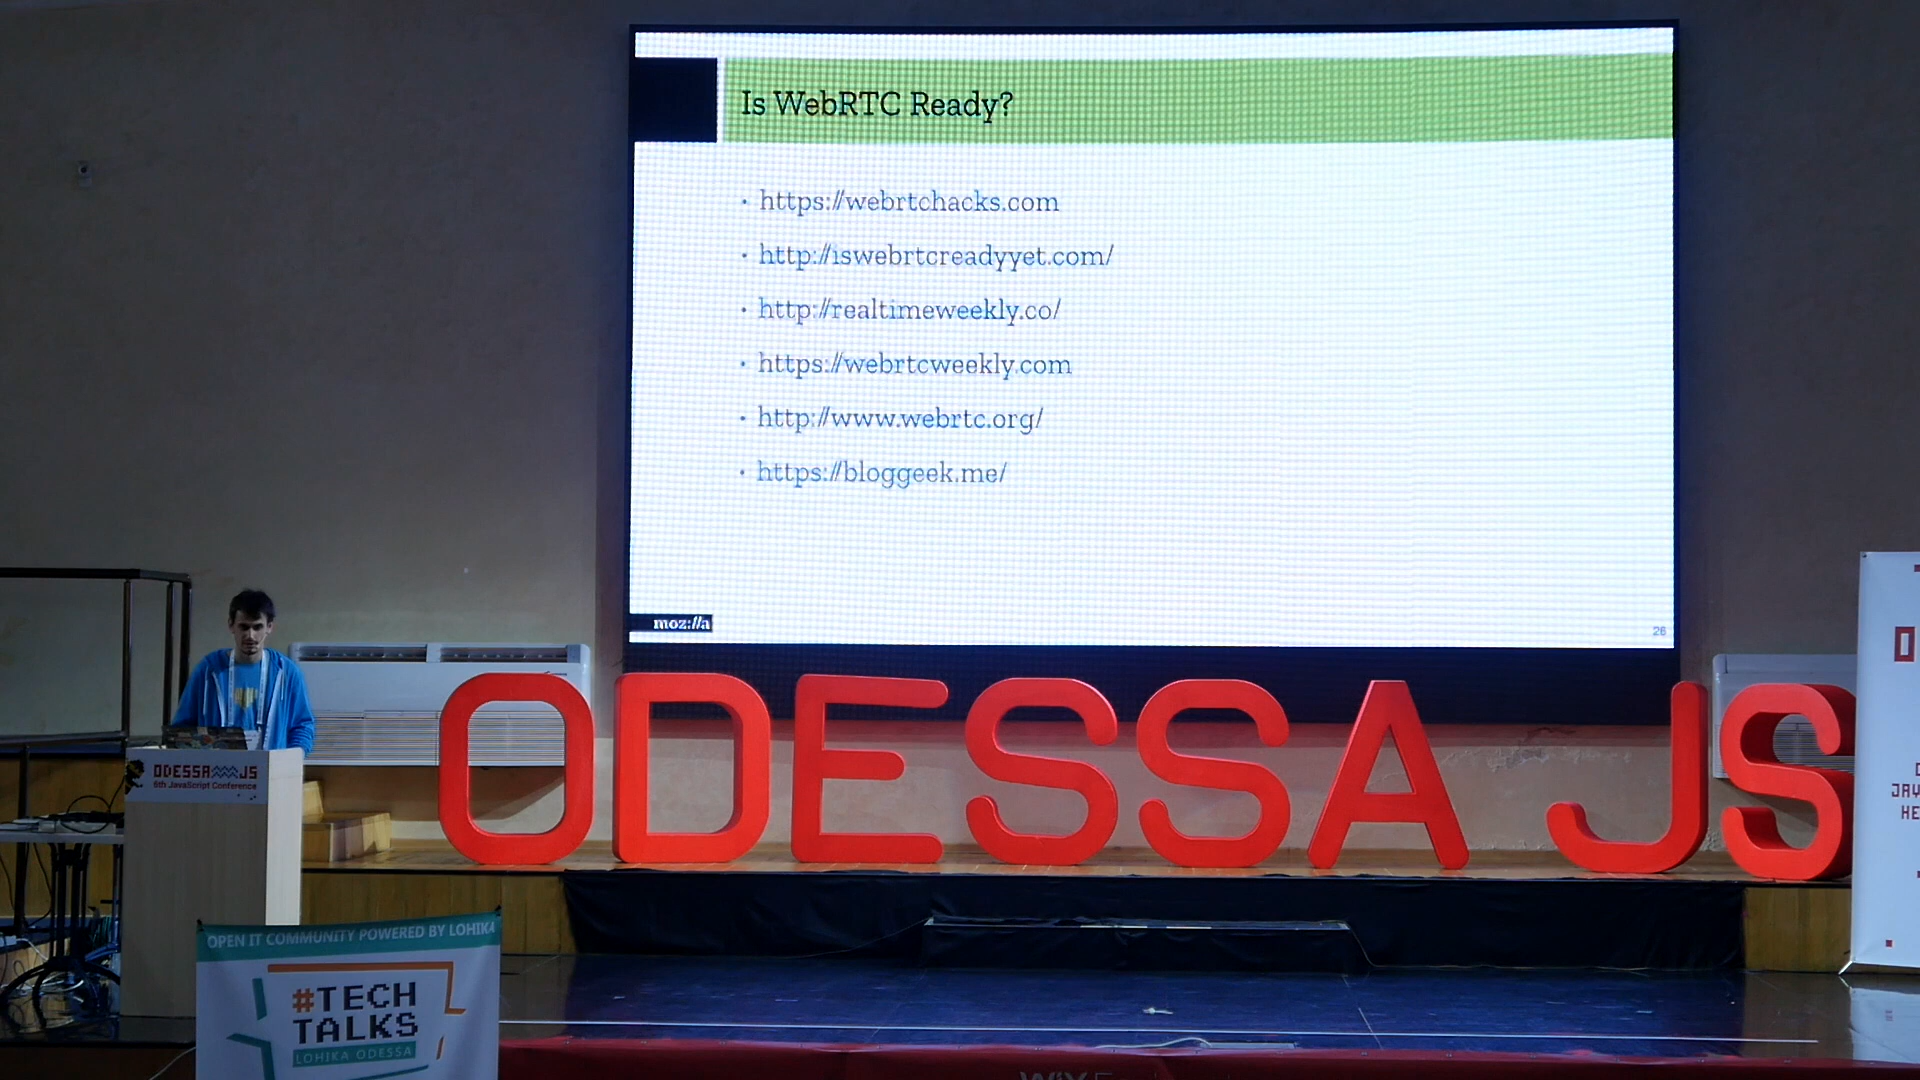 Is WebRTC Ready?
• https://webrtchacks.com
• http://iswebrtcreadyyet.com/
• http://realtimeweekly.co/
• https://webrtcweekly.com
• http://www.webrtc.org/
• https://bloggeek.me/
moz://a
26
ODESSA JS
ODESSA JS
6th JavaScript Conference
OPEN IT COMMUNITY POWERED BY LOHIKA
#TECH
TALKS
LOHIKA ODESSA